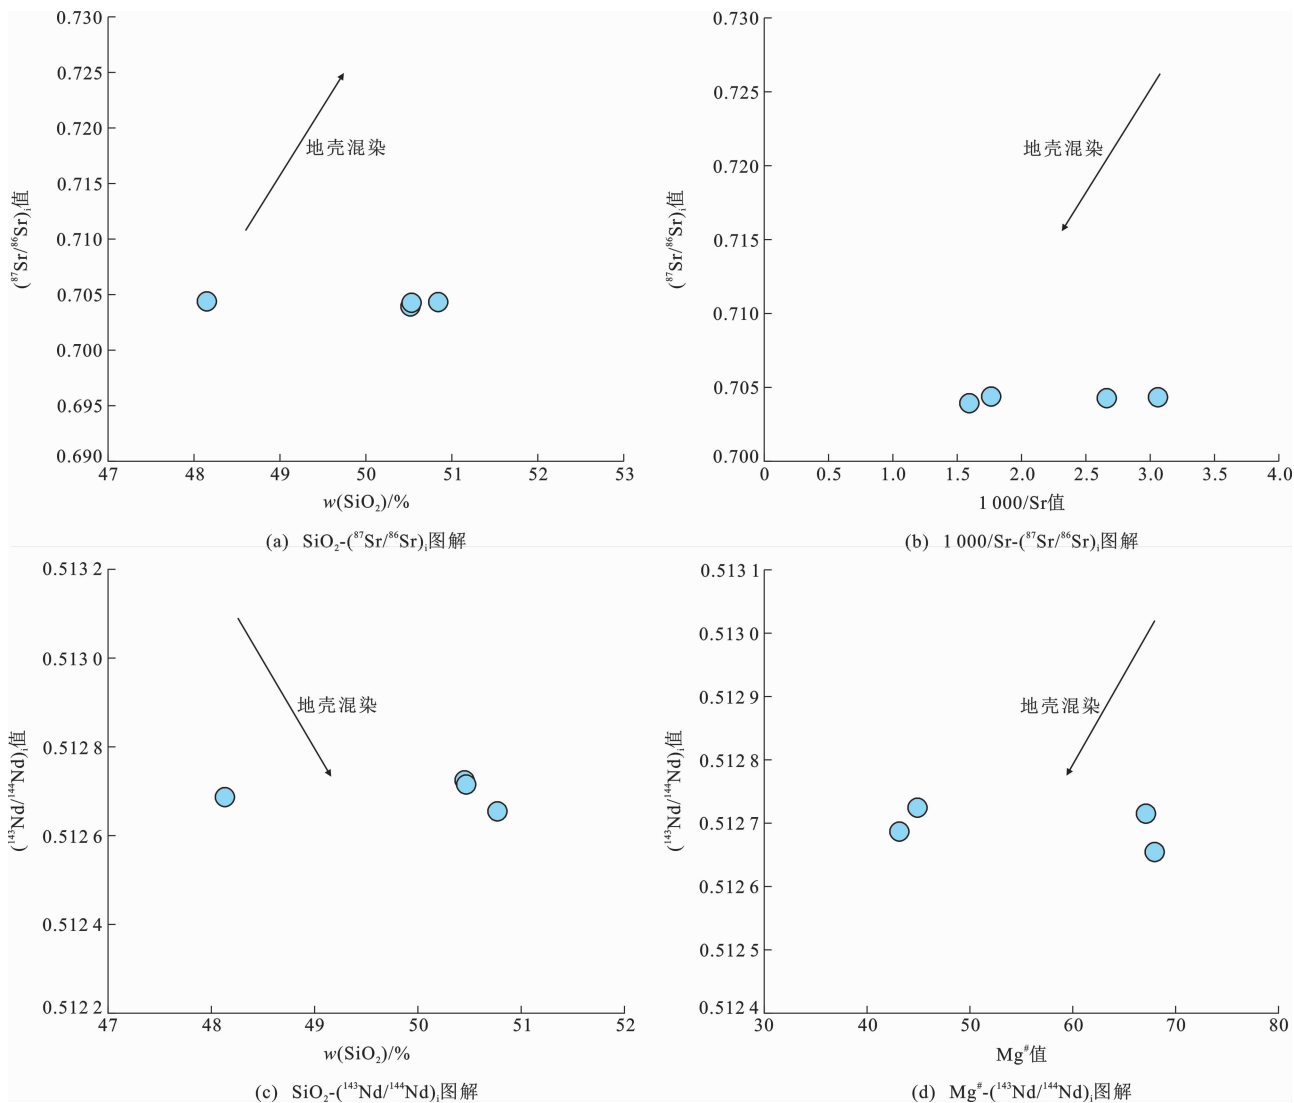 0.730
0.725
0.720
0.715
0.710
0.705
0.700
0.695
0.690
(⁸⁷Sr/⁸⁶Sr)ᵢ值
地壳混染
47 48 49 50 51 52 53
w(SiO₂)/%
(a) SiO₂-(⁸⁷Sr/⁸⁶Sr)ᵢ图解
0.730
0.725
0.720
0.715
0.710
0.705
0.700
(⁸⁷Sr/⁸⁶Sr)ᵢ值
地壳混染
0 0.5 1.0 1.5 2.0 2.5 3.0 3.5 4.0
1 000/Sr值
(b) 1 000/Sr-(⁸⁷Sr/⁸⁶Sr)ᵢ图解
0.513 2
0.513 0
0.512 8
0.512 6
0.512 4
0.512 2
(¹⁴³Nd/¹⁴⁴Nd)ᵢ值
地壳混染
47 48 49 50 51 52
w(SiO₂)/%
(c) SiO₂-(¹⁴³Nd/¹⁴⁴Nd)ᵢ图解
0.513 1
0.513 0
0.512 9
0.512 8
0.512 7
0.512 6
0.512 5
0.512 4
(¹⁴³Nd/¹⁴⁴Nd)ᵢ值
地壳混染
30 40 50 60 70 80
Mg#值
(d) Mg#-(¹⁴³Nd/¹⁴⁴Nd)ᵢ图解